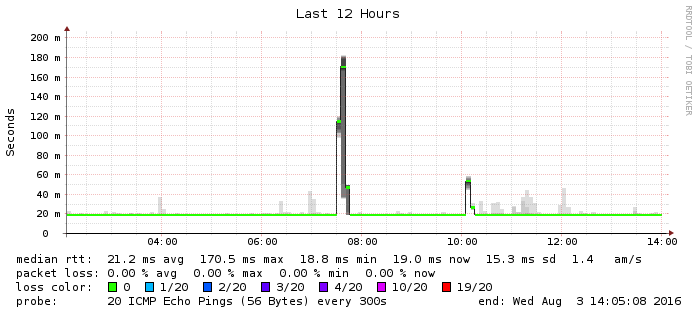 Last 12 Hours
RRDTOOL / TOBI OETIKER
Seconds
200 m
180 m
160 m
140 m
120 m
100 m
80 m
60 m
40 m
20 m
0
04:00 06:00 08:00 10:00 12:00 14:00
median rtt: 21.2 ms avg 170.5 ms max 18.8 ms min 19.0 ms now 15.3 ms sd 1.4 am/s
packet loss: 0.00 % avg 0.00 % max 0.00 % min 0.00 % now
loss color: 0 1/20 2/20 3/20 4/20 10/20 19/20
probe: 20 ICMP Echo Pings (56 Bytes) every 300s end: Wed Aug 3 14:05:08 2016